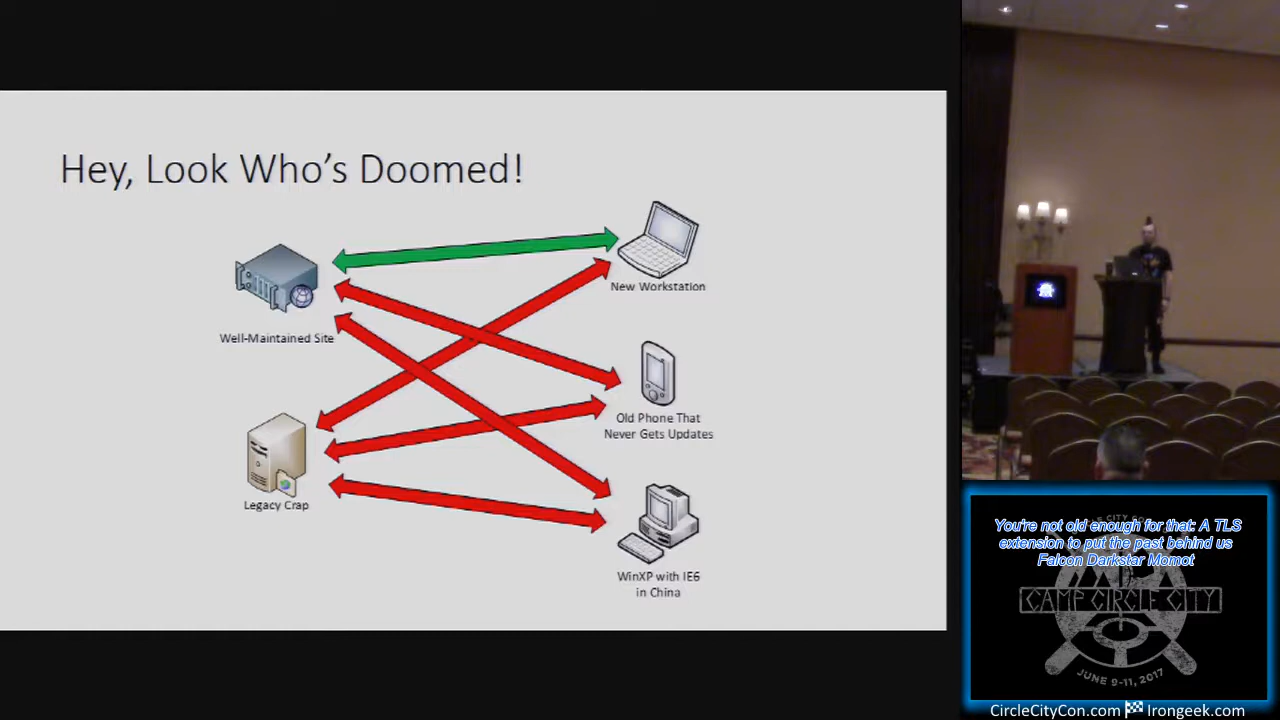 Hey, Look Who's Doomed!
New Workstation
Well-Maintained Site
Old Phone That
Never Gets Updates
Legacy Crap
WinXP with IE6
in China
You're not old enough for that: A TLS
extension to put the past behind us
Falcon Darkstar Momot
CAMP CIRCLE CITY
JUNE 9-11, 2017
CircleCityCon.com Irongeek.com